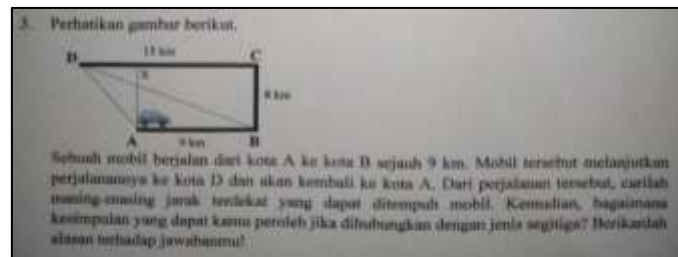 3. Perhatikan gambar berikut.
15 km
D
C
x
8 km
A
9 km
B
Sebuah mobil berjalan dari kota A ke kota B sejauh 9 km. Mobil tersebut melanjutkan
perjalanannya ke kota D dan akan kembali ke kota A. Dari perjalanan tersebut, carilah
masing-masing jarak terdekat yang dapat ditempuh mobil. Kemudian, bagaimana
kesimpulan yang dapat kamu peroleh jika dihubungkan dengan jenis segitiga? Berikanlah
alasan terhadap jawabanmu!